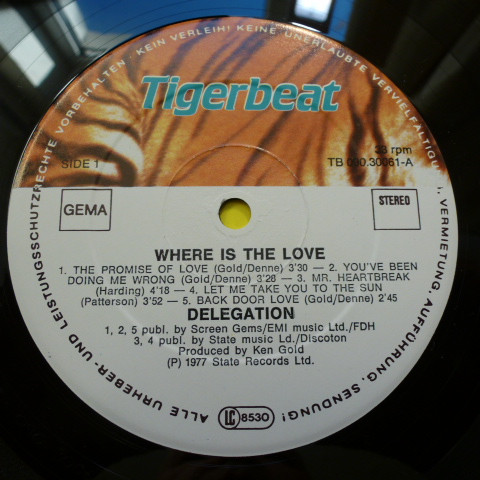 ALLE URHEBER- UND LEISTUNGSSCHUTZRECHTE VORBEHALTEN · KEIN VERLEIH! KEINE UNERLAUBTE VERVIELFÄLTIGUNG, VERMIETUNG, AUFFÜHRUNG, SENDUNG!
Tigerbeat
SIDE 1
33 rpm
TB 000.30061-A
GEMA
STEREO
WHERE IS THE LOVE
1. THE PROMISE OF LOVE (Gold/Denne) 3'30 — 2. YOU'VE BEEN
DOING ME WRONG (Gold/Denne) 3'28 — 3. MR. HEARTBREAK
(Harding) 4'18 — 4. LET ME TAKE YOU TO THE SUN
(Patterson) 3'52 — 5. BACK DOOR LOVE (Gold/Denne) 2'45
DELEGATION
1, 2, 5 publ. by Screen Gems/EMI music Ltd./FDH
3, 4 publ. by State music Ld./Discoton
Produced by Ken Gold
(P) 1977 State Records Ltd.
LC 8530